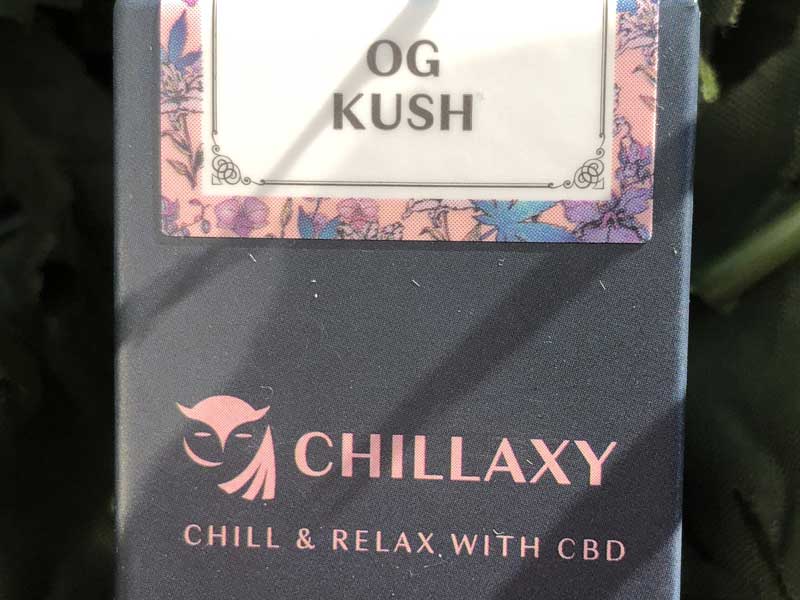 OG
KUSH
CHILLAXY
CHILL & RELAX WITH CBD